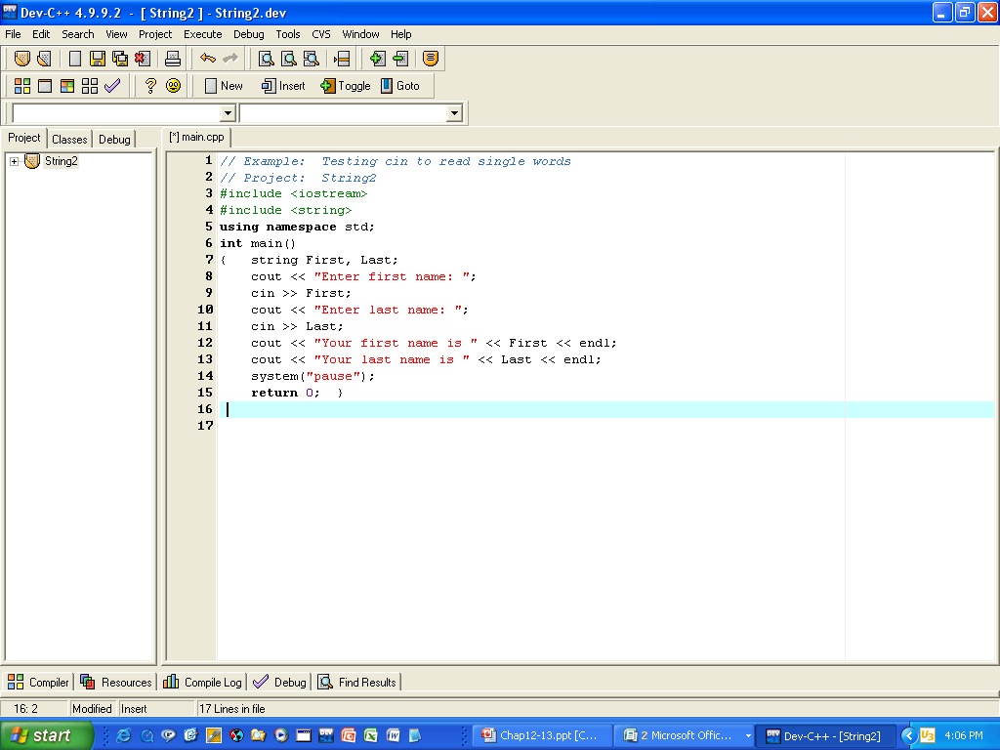 Dev-C++ 4.9.9.2 - [ String2 ] - String2.dev
File Edit Search View Project Execute Debug Tools CVS Window Help
New Insert Toggle Goto
Project Classes Debug [*] main.cpp
String2
1 // Example:  Testing cin to read single words
2 // Project:  String2
3 #include <iostream>
4 #include <string>
5 using namespace std;
6 int main()
7 {   string First, Last;
8     cout << "Enter first name: ";
9     cin >> First;
10     cout << "Enter last name: ";
11     cin >> Last;
12     cout << "Your first name is " << First << endl;
13     cout << "Your last name is " << Last << endl;
14     system("pause");
15     return 0;  }
16
17
Compiler Resources Compile Log Debug Find Results
16: 2 Modified Insert 17 Lines in file
start Chap12-13.ppt [C... 2 Microsoft Offic... Dev-C++ - [String2] U3 4:06 PM